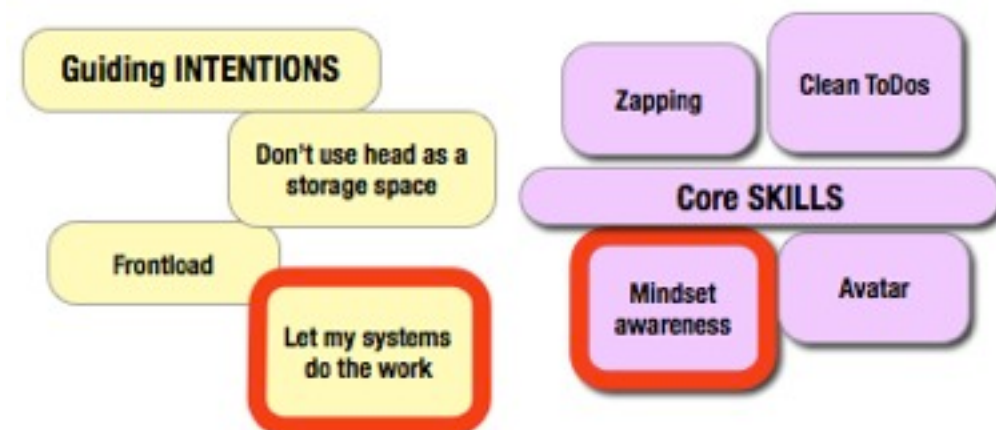 Guiding INTENTIONS
Don't use head as a
storage space
Frontload
Let my systems
do the work
Zapping
Clean ToDos
Core SKILLS
Mindset
awareness
Avatar